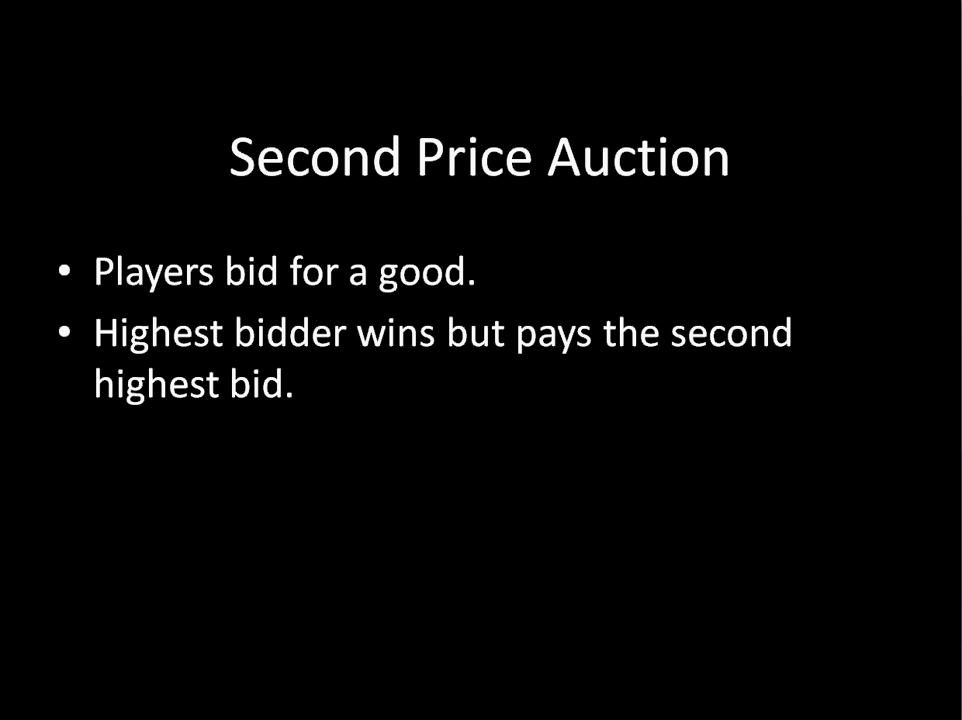 Second Price Auction
• Players bid for a good.
• Highest bidder wins but pays the second
highest bid.